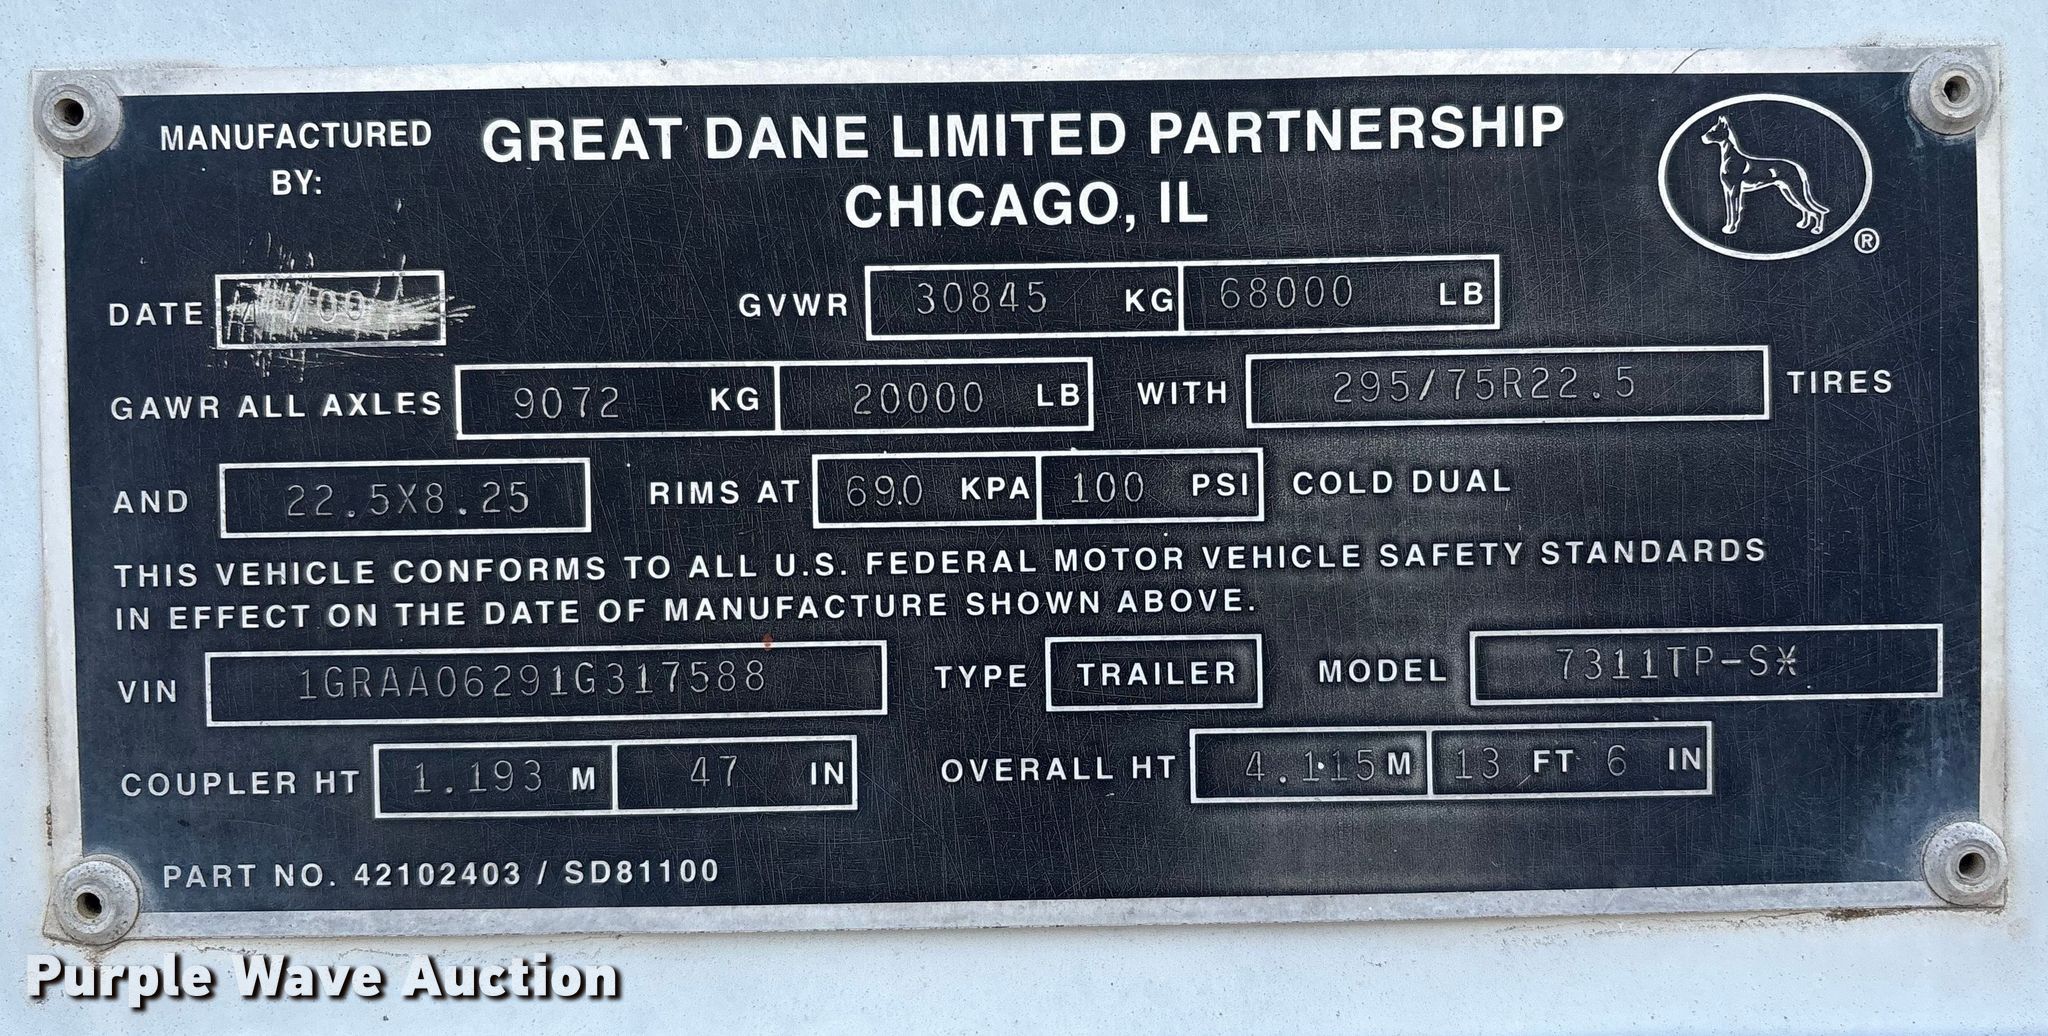 MANUFACTURED BY: GREAT DANE LIMITED PARTNERSHIP
CHICAGO, IL
®
DATE /00 GVWR 30845 KG 68000 LB
GAWR ALL AXLES 9072 KG 20000 LB WITH 295/75R22.5 TIRES
AND 22.5X8.25 RIMS AT 690 KPA 100 PSI COLD DUAL
THIS VEHICLE CONFORMS TO ALL U.S. FEDERAL MOTOR VEHICLE SAFETY STANDARDS
IN EFFECT ON THE DATE OF MANUFACTURE SHOWN ABOVE.
VIN 1GRAA06291G317588 TYPE TRAILER MODEL 7311TP-SX
COUPLER HT 1.193 M 47 IN OVERALL HT 4.115 M 13 FT 6 IN
PART NO. 42102403 / SD81100
Purple Wave Auction